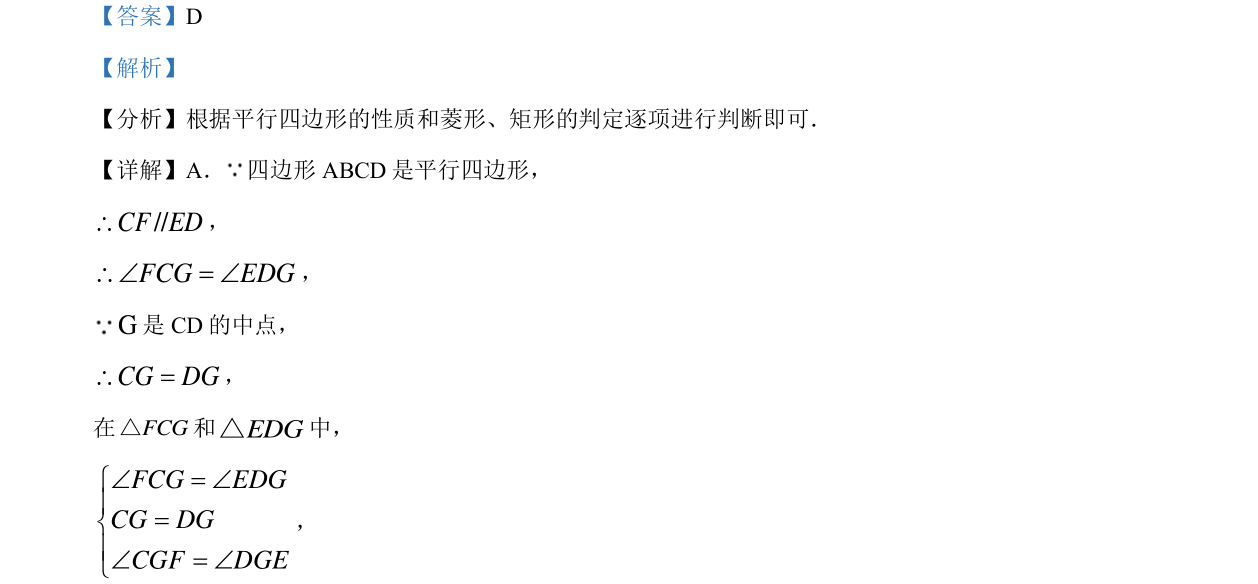 【答案】D
【解析】
【分析】根据平行四边形的性质和菱形、矩形的判定逐项进行判断即可.
【详解】A．∵四边形 ABCD 是平行四边形，
∴CF//ED，
∴∠FCG = ∠EDG，
∵G 是 CD 的中点，
∴CG = DG，
在 △FCG 和 △EDG 中，
∠FCG = ∠EDG
CG = DG ，
∠CGF = ∠DGE